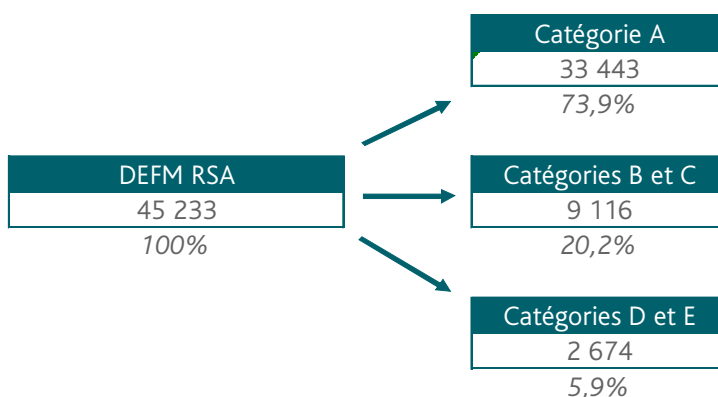 Catégorie A
33 443
73,9%
DEFM RSA
45 233
100%
Catégories B et C
9 116
20,2%
Catégories D et E
2 674
5,9%